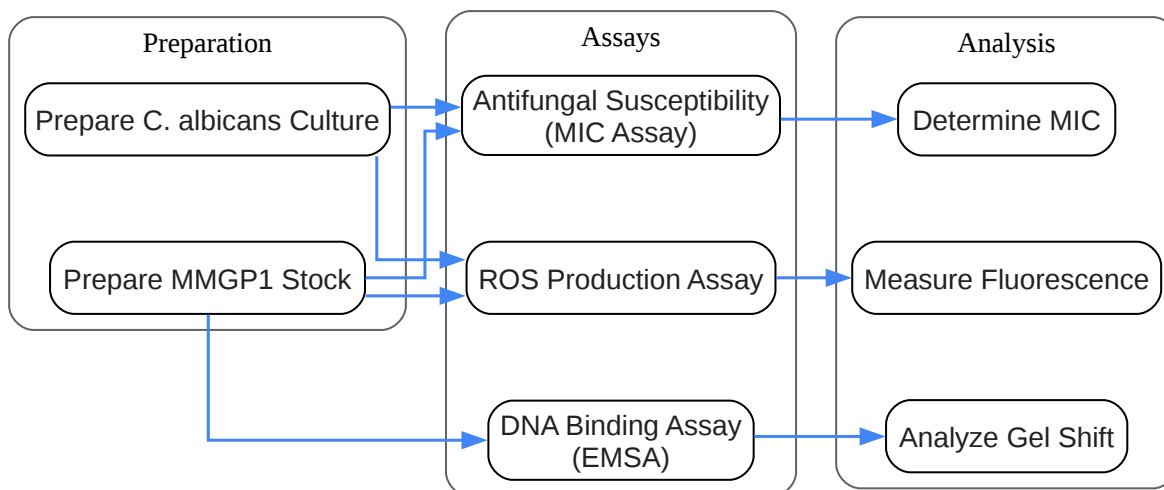 Preparation
Prepare C. albicans Culture
Prepare MMGP1 Stock
Assays
Antifungal Susceptibility
(MIC Assay)
ROS Production Assay
DNA Binding Assay
(EMSA)
Analysis
Determine MIC
Measure Fluorescence
Analyze Gel Shift